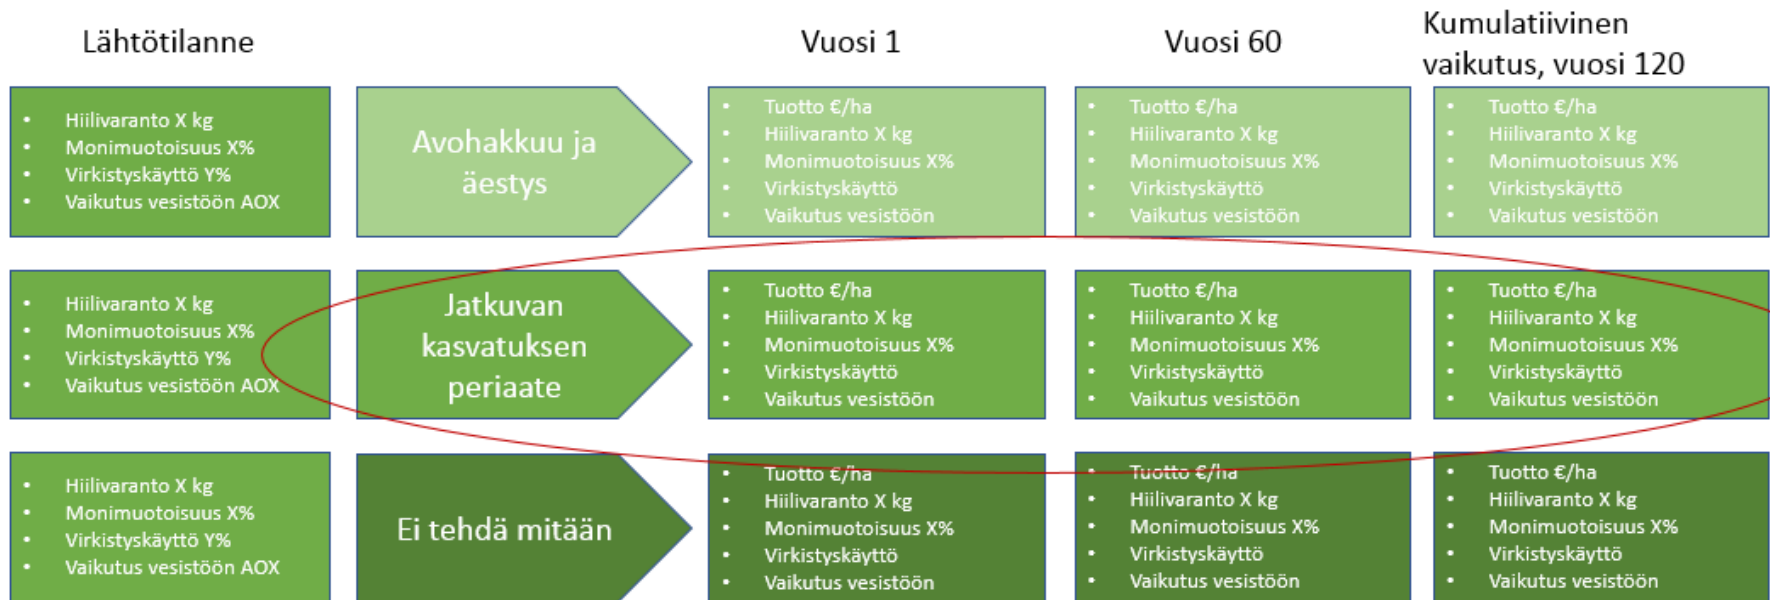 Lähtötilanne
Vuosi 1
Vuosi 60
Kumulatiivinen
vaikutus, vuosi 120
• Hiilivaranto X kg
• Monimuotoisuus X%
• Virkistyskäyttö Y%
• Vaikutus vesistöön AOX
Avohakkuu ja
äestys
• Tuotto €/ha
• Hiilivaranto X kg
• Monimuotoisuus X%
• Virkistyskäyttö
• Vaikutus vesistöön
• Tuotto €/ha
• Hiilivaranto X kg
• Monimuotoisuus X%
• Virkistyskäyttö
• Vaikutus vesistöön
• Tuotto €/ha
• Hiilivaranto X kg
• Monimuotoisuus X%
• Virkistyskäyttö
• Vaikutus vesistöön
• Hiilivaranto X kg
• Monimuotoisuus X%
• Virkistyskäyttö Y%
• Vaikutus vesistöön AOX
Jatkuvan
kasvatuksen
periaate
• Tuotto €/ha
• Hiilivaranto X kg
• Monimuotoisuus X%
• Virkistyskäyttö
• Vaikutus vesistöön
• Tuotto €/ha
• Hiilivaranto X kg
• Monimuotoisuus X%
• Virkistyskäyttö
• Vaikutus vesistöön
• Tuotto €/ha
• Hiilivaranto X kg
• Monimuotoisuus X%
• Virkistyskäyttö
• Vaikutus vesistöön
• Hiilivaranto X kg
• Monimuotoisuus X%
• Virkistyskäyttö Y%
• Vaikutus vesistöön AOX
Ei tehdä mitään
• Tuotto €/ha
• Hiilivaranto X kg
• Monimuotoisuus X%
• Virkistyskäyttö
• Vaikutus vesistöön
• Tuotto €/ha
• Hiilivaranto X kg
• Monimuotoisuus X%
• Virkistyskäyttö
• Vaikutus vesistöön
• Tuotto €/ha
• Hiilivaranto X kg
• Monimuotoisuus X%
• Virkistyskäyttö
• Vaikutus vesistöön